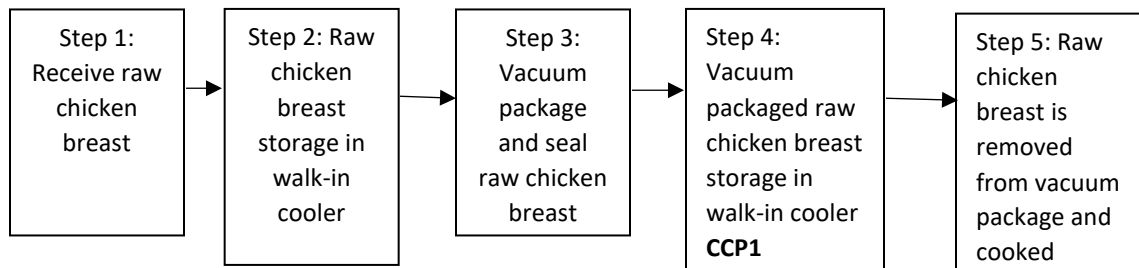 Step 1:
Receive raw
chicken
breast
Step 2: Raw
chicken
breast
storage in
walk-in
cooler
Step 3:
Vacuum
package
and seal
raw chicken
breast
Step 4:
Vacuum
packaged raw
chicken breast
storage in
walk-in cooler
CCP1
Step 5: Raw
chicken
breast is
removed
from vacuum
package and
cooked